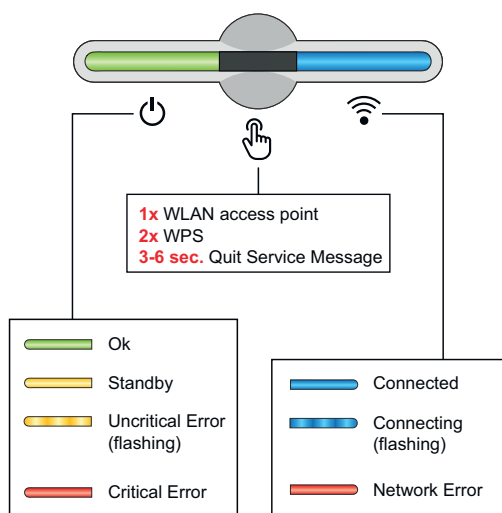 1x WLAN access point
2x WPS
3-6 sec. Quit Service Message
Ok
Standby
Uncritical Error
(flashing)
Critical Error
Connected
Connecting
(flashing)
Network Error